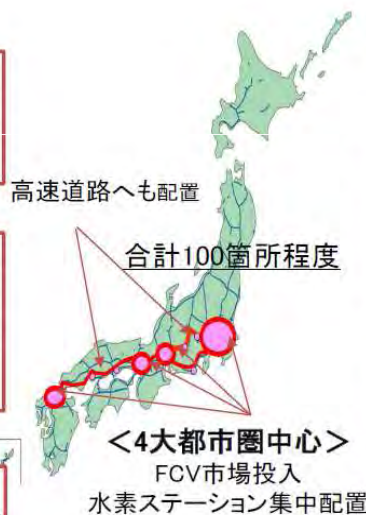 高速道路へも配置
合計100箇所程度
＜4大都市圏中心＞
FCV市場投入
水素ステーション集中配置